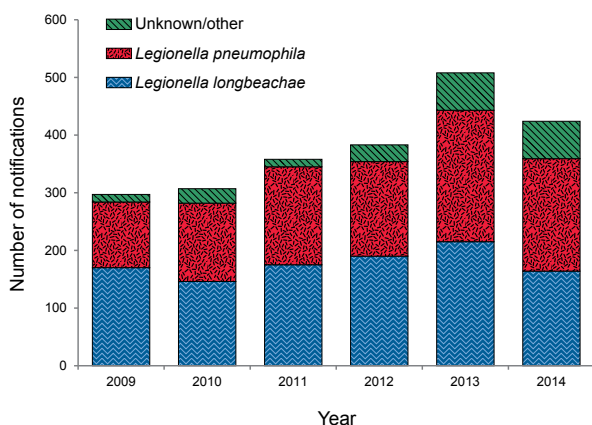 Unknown/other
Legionella pneumophila
Legionella longbeachae
Number of notifications
600
500
400
300
200
100
0
2009 2010 2011 2012 2013 2014
Year